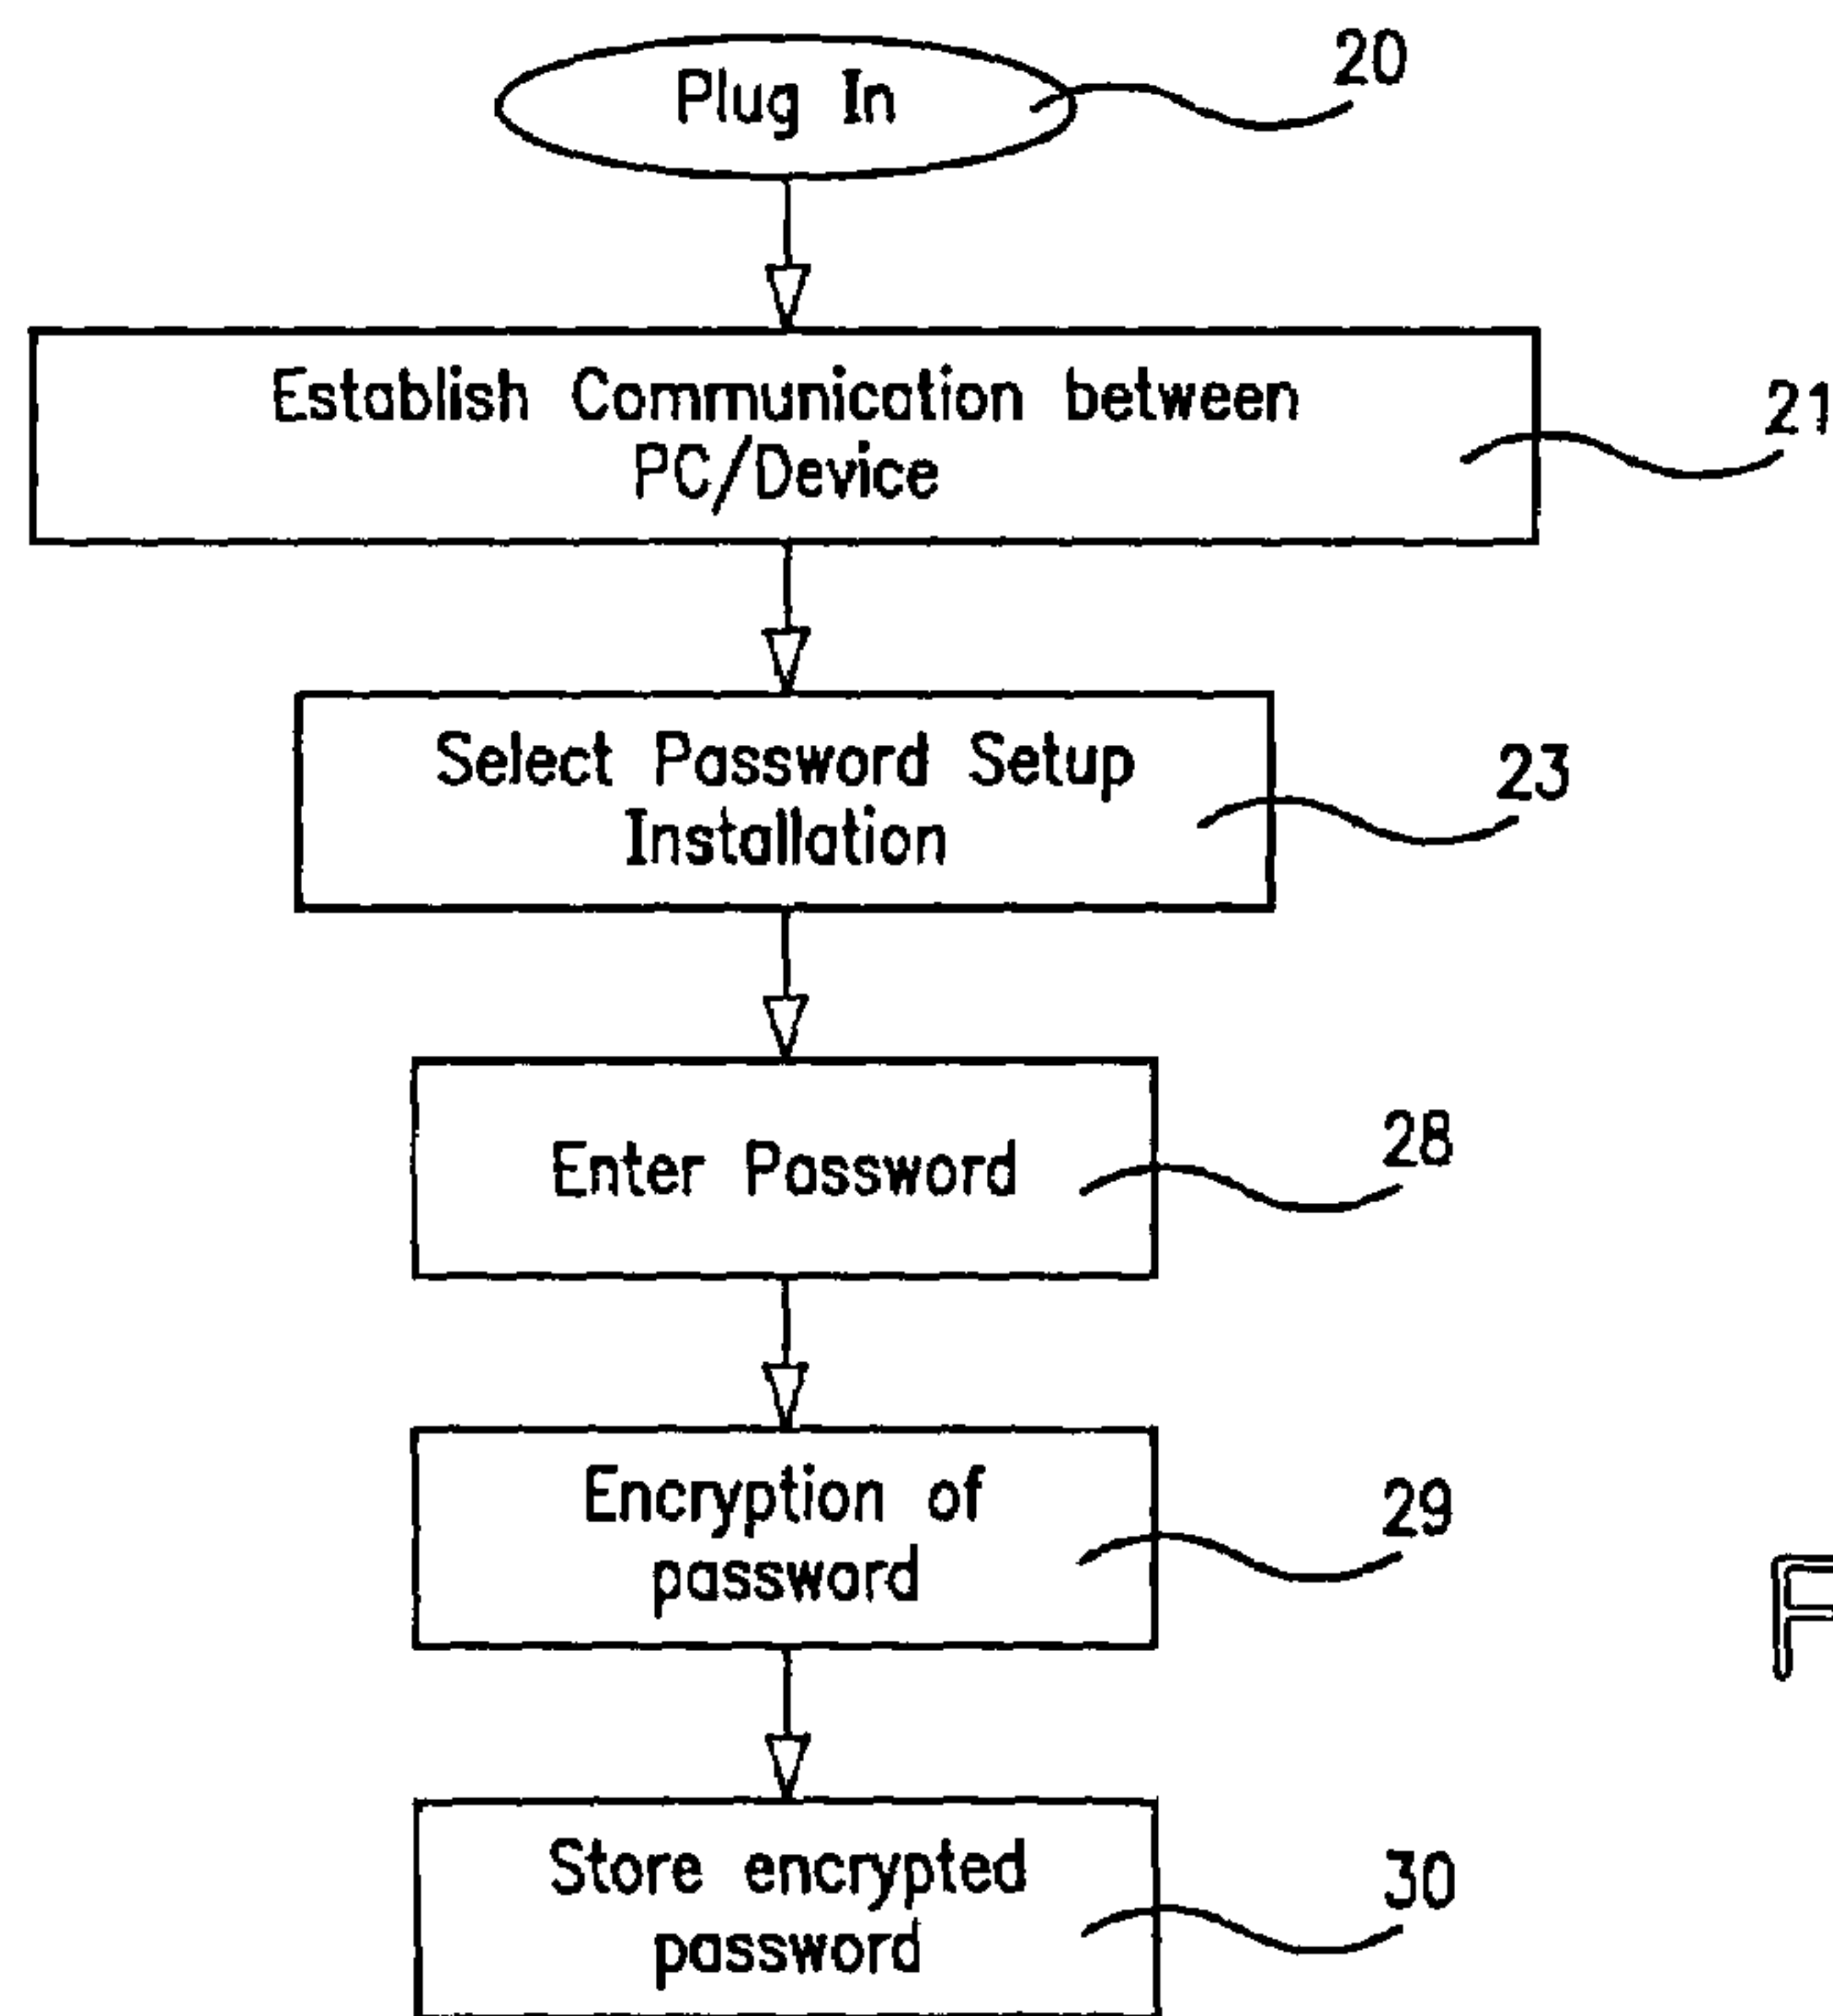 Plug In
20
Establish Communication between
PC/Device
21
Select Password Setup
Installation
23
Enter Password
28
Encryption of
password
29
F
Store encrypted
password
30